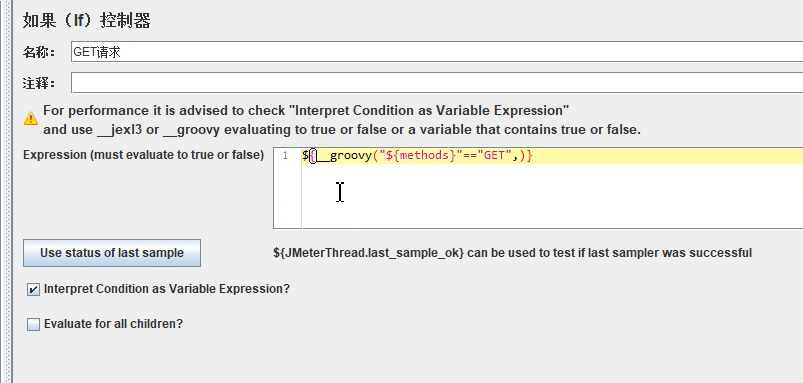 如果（If）控制器
名称： GET请求
注释：
For performance it is advised to check "Interpret Condition as Variable Expression"
and use __jexl3 or __groovy evaluating to true or false or a variable that contains true or false.
Expression (must evaluate to true or false) 1 ${__groovy("${methods}"=="GET",)}
Use status of last sample ${JMeterThread.last_sample_ok} can be used to test if last sampler was successful
Interpret Condition as Variable Expression?
Evaluate for all children?